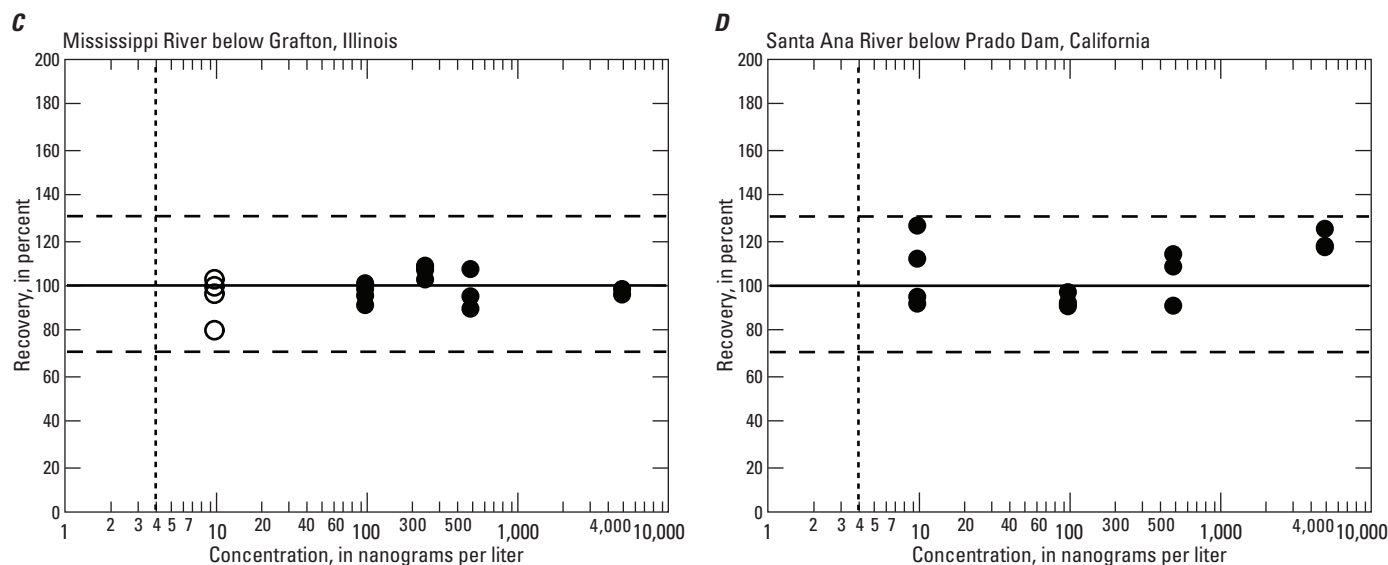 C
Mississippi River below Grafton, Illinois
200
180
160
140
120
100
80
60
40
20
0
Recovery, in percent
1 2 3 4 5 7 10 20 40 60 100 300 500 1,000 4,000 10,000
Concentration, in nanograms per liter
D
Santa Ana River below Prado Dam, California
200
180
160
140
120
100
80
60
40
20
0
Recovery, in percent
1 2 3 4 5 7 10 20 40 60 100 300 500 1,000 4,000 10,000
Concentration, in nanograms per liter